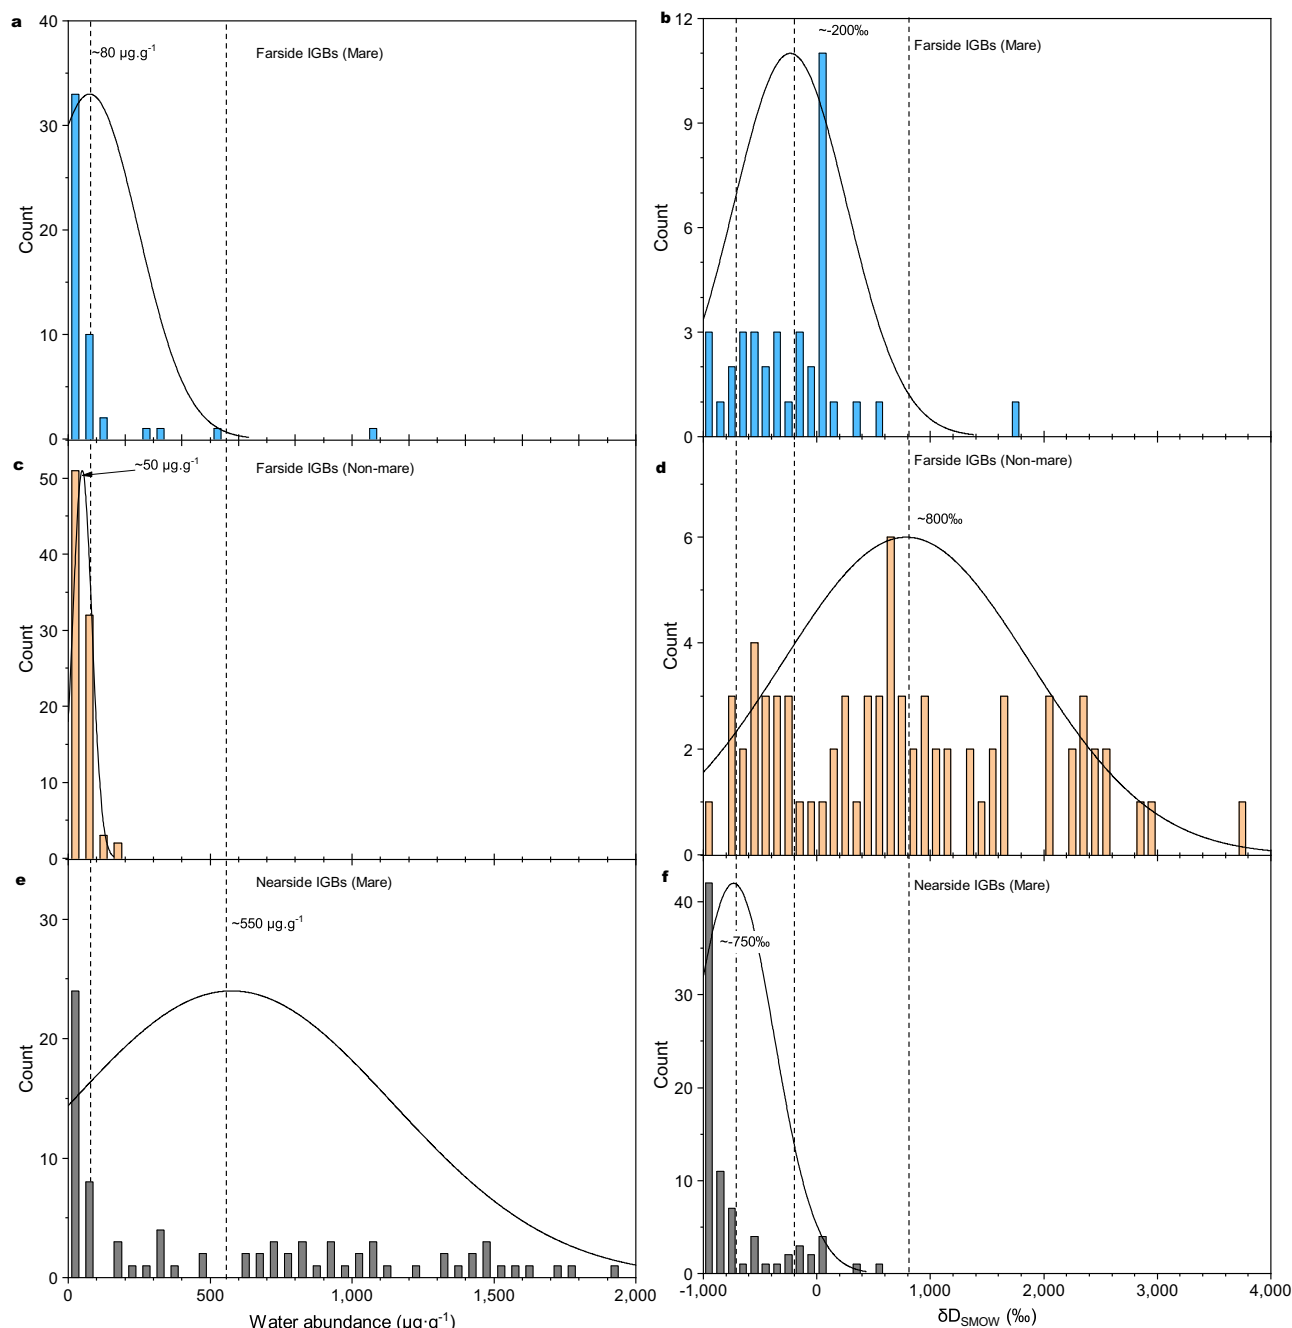 a
~80 µg.g-1
Farside IGBs (Mare)
40
30
20
10
0
Count
b
~-200‰
Farside IGBs (Mare)
12
9
6
3
0
Count
c
~50 µg.g-1
Farside IGBs (Non-mare)
50
40
30
20
10
0
Count
d
Farside IGBs (Non-mare)
~800‰
6
4
2
0
Count
e
Nearside IGBs (Mare)
~550 µg.g-1
30
20
10
0
Count
0
500
1,000
1,500
2,000
Water abundance (µg·g-1)
f
Nearside IGBs (Mare)
~-750‰
40
30
20
10
0
Count
-1,000
0
1,000
2,000
3,000
4,000
δDSMOW (‰)